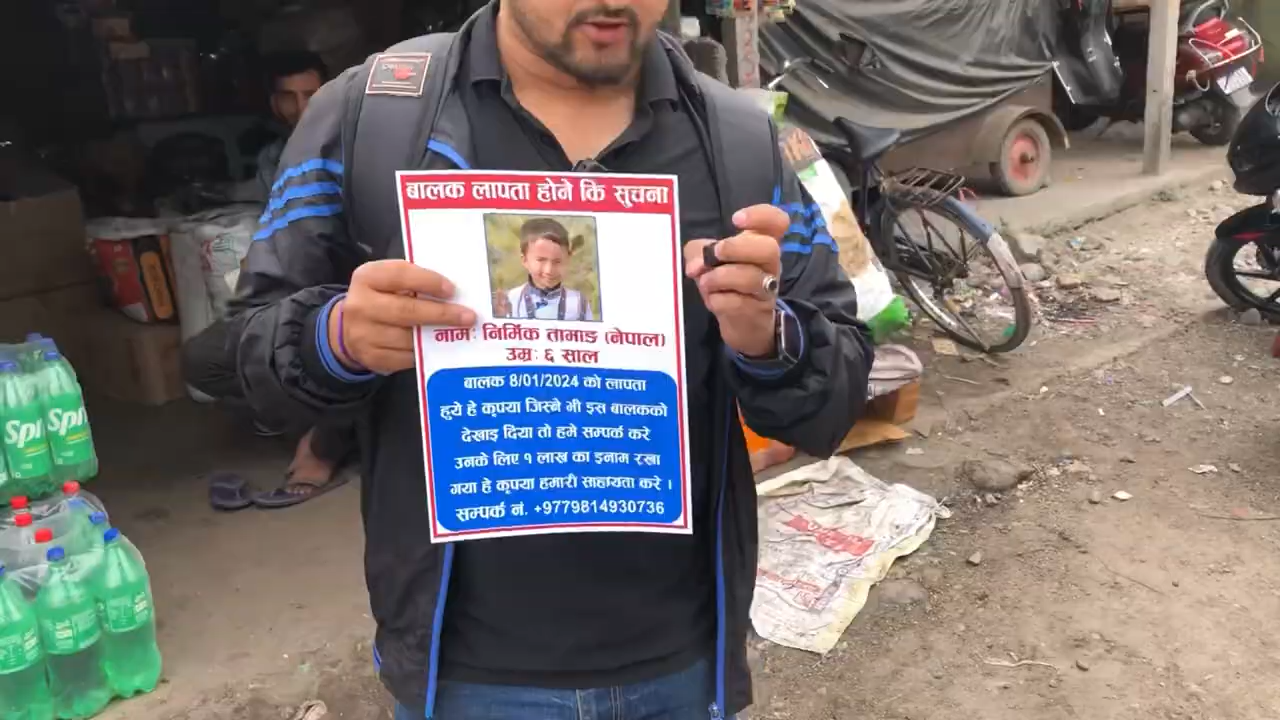 बालक लापता होने कि सुचना
नाम: निर्मिक तामाङ (नेपाल)
उम्र: ६ साल
बालक 8/01/2024 को लापता
हुये हे कृपया जिस्ने भी इस बालकको
देखाइ दिया तो हमे सम्पर्क करे
उनके लिए १ लाख का इनाम रखा
गया हे कृपया हमारी साहायता करे ।
सम्पर्क नं. +9779814930736
Spri
Spri